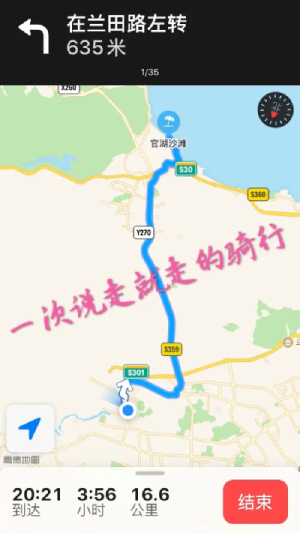 在兰田路左转
635 米
1/35
X260
官湖沙滩
S30
S360
Y270
一次说走就走的骑行
S359
S301
高德地图
20:21 3:56 16.6
到达 小时 公里
结束